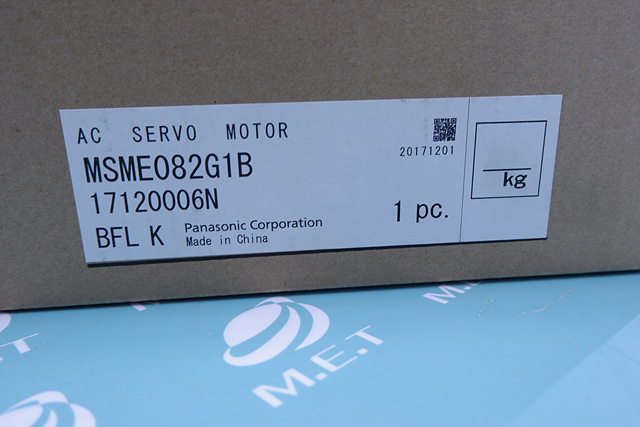 AC SERVO MOTOR
20171201
MSME082G1B
17120006N
1 pc.
BFL K
Panasonic Corporation
Made in China
kg
M.E.T